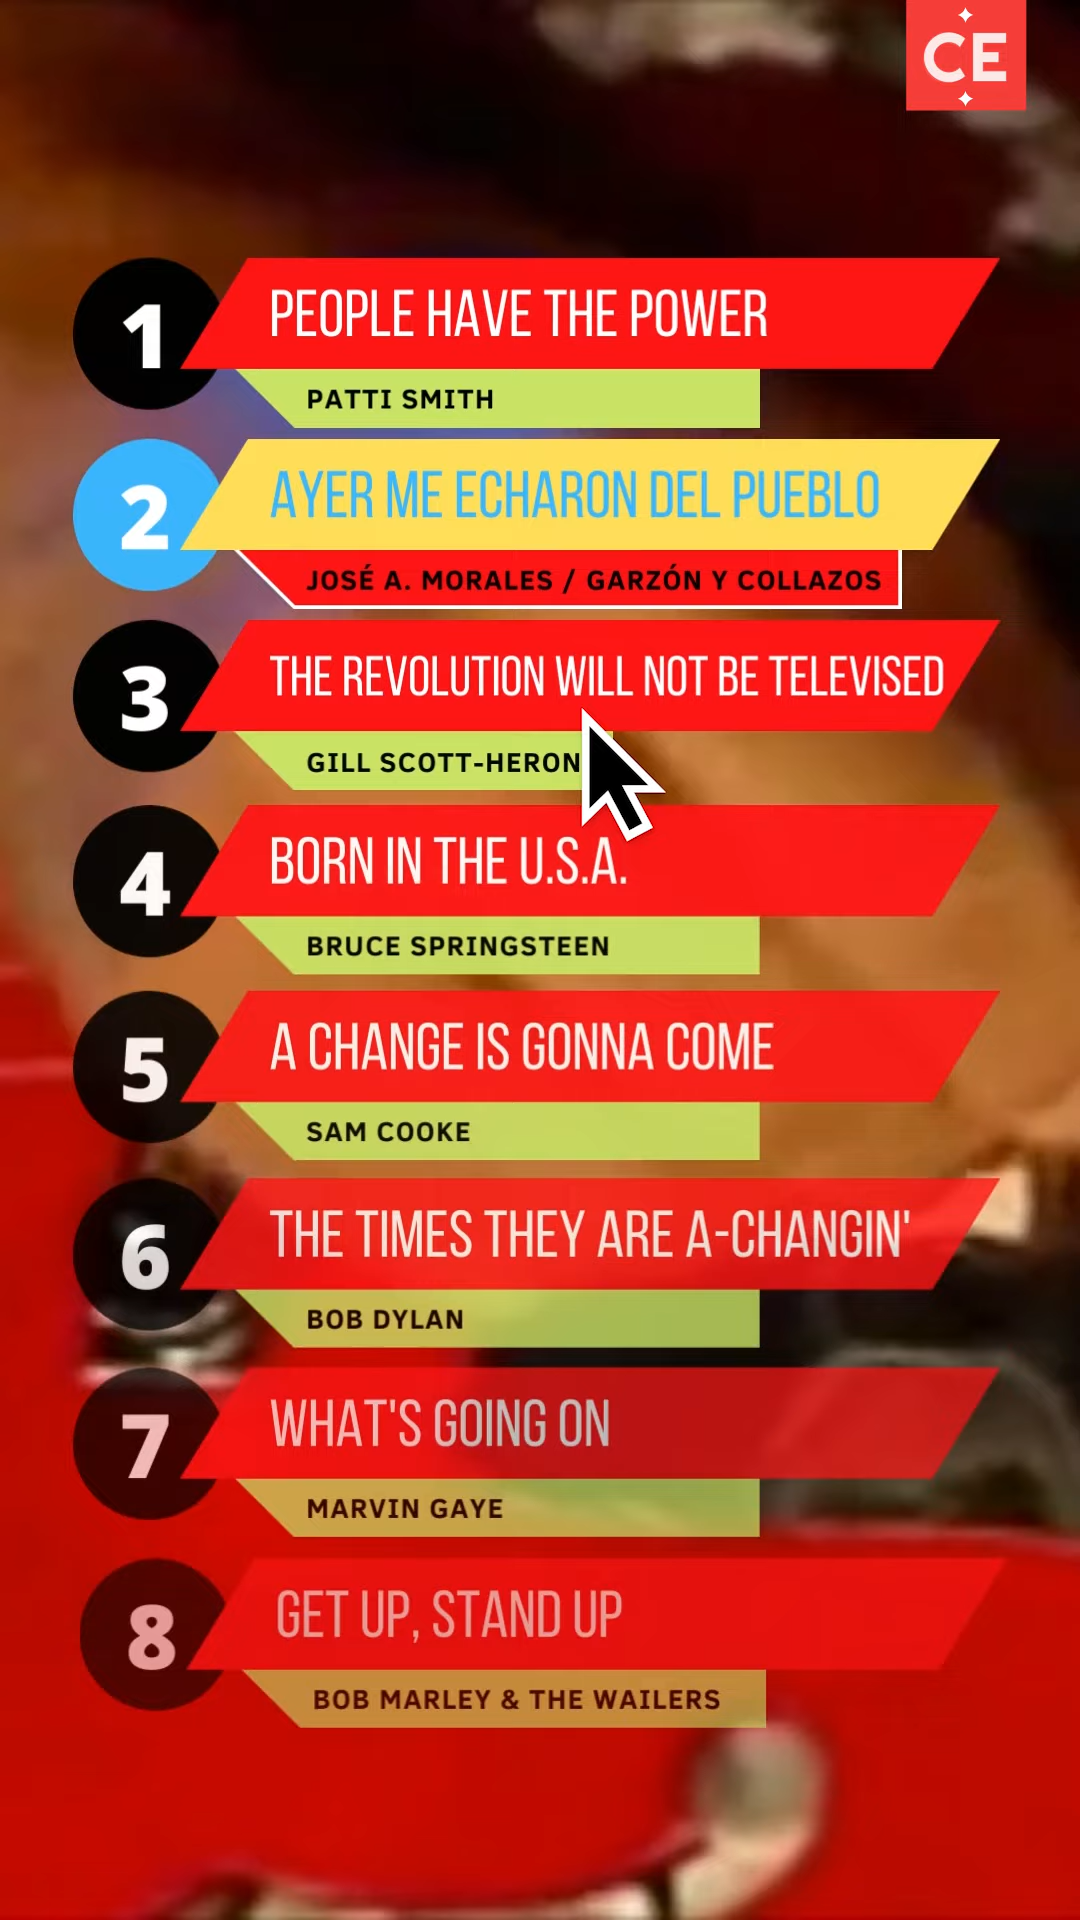 CE
1
PEOPLE HAVE THE POWER
PATTI SMITH
2
AYER ME ECHARON DEL PUEBLO
JOSÉ A. MORALES / GARZÓN Y COLLAZOS
3
THE REVOLUTION WILL NOT BE TELEVISED
GILL SCOTT-HERON
4
BORN IN THE U.S.A.
BRUCE SPRINGSTEEN
5
A CHANGE IS GONNA COME
SAM COOKE
6
THE TIMES THEY ARE A-CHANGIN'
BOB DYLAN
7
WHAT'S GOING ON
MARVIN GAYE
8
GET UP, STAND UP
BOB MARLEY & THE WAILERS